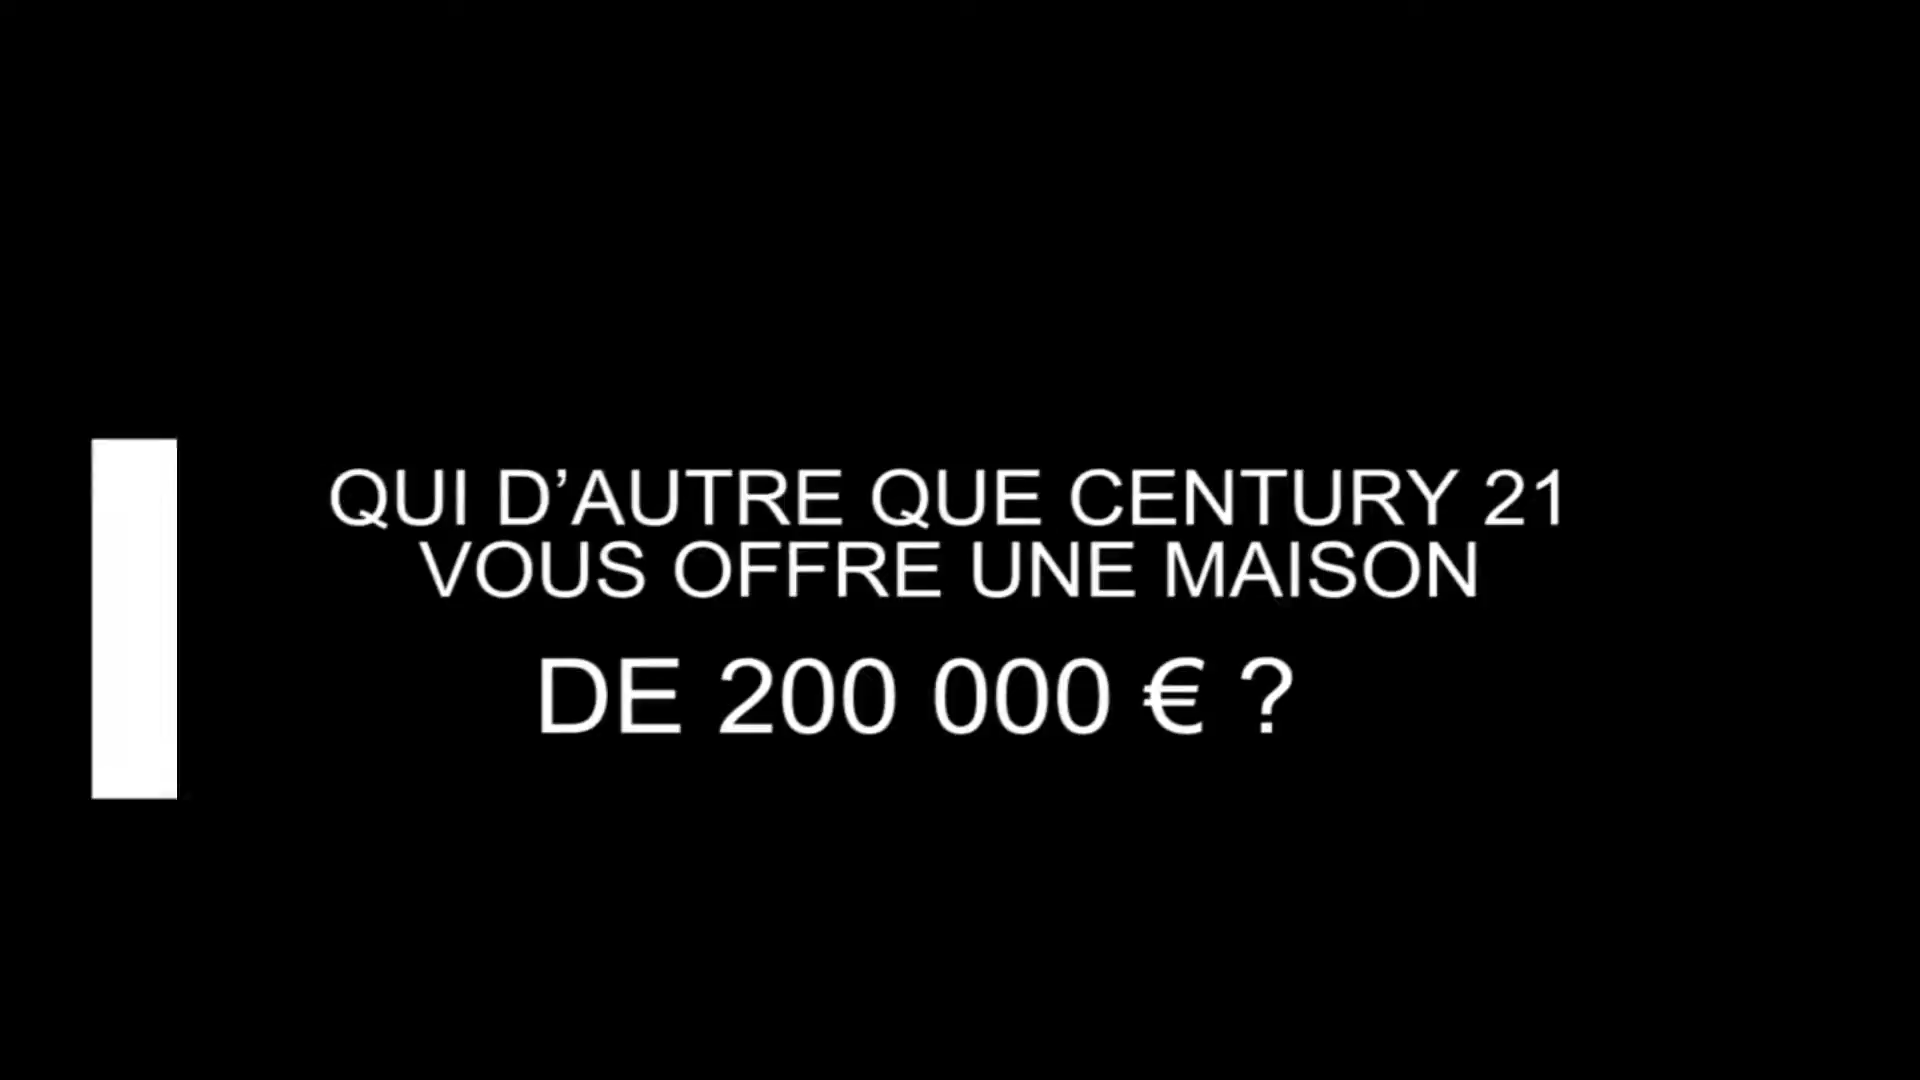 QUI D’AUTRE QUE CENTURY 21
VOUS OFFRE UNE MAISON
DE 200 000 € ?